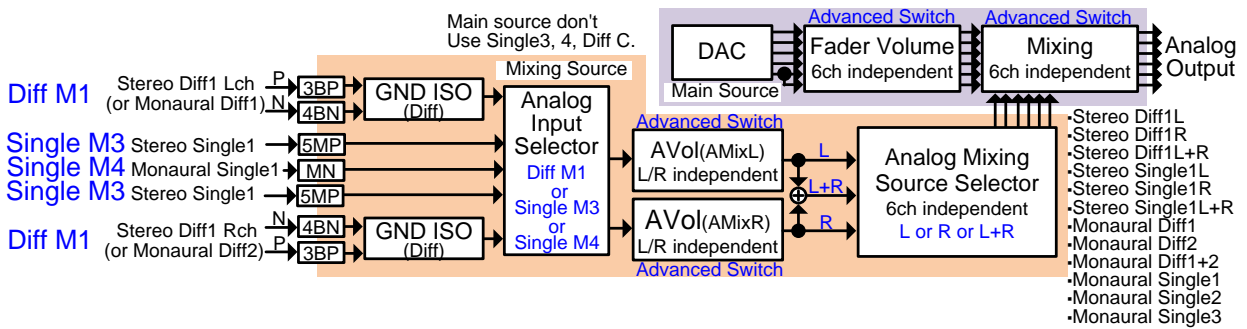 Main source don't
Use Single3, 4, Diff C.
Advanced Switch
Advanced Switch
DAC
Main Source
Fader Volume
6ch independent
Mixing
6ch independent
Analog
Output
Mixing Source
Diff M1
Stereo Diff1 Lch
(or Monaural Diff1)
P
N
3BP
4BN
GND ISO
(Diff)
Single M3
Stereo Single1
5MP
Single M4
Monaural Single1
MN
Single M3
Stereo Single1
5MP
Diff M1
Stereo Diff1 Rch
(or Monaural Diff2)
N
P
4BN
3BP
GND ISO
(Diff)
Analog
Input
Selector
Diff M1
or
Single M3
or
Single M4
Advanced Switch
AVol(AMixL)
L/R independent
AVol(AMixR)
L/R independent
Advanced Switch
L
L+R
R
Analog Mixing
Source Selector
6ch independent
L or R or L+R
▪Stereo Diff1L
▪Stereo Diff1R
▪Stereo Diff1L+R
▪Stereo Single1L
▪Stereo Single1R
▪Stereo Single1L+R
▪Monaural Diff1
▪Monaural Diff2
▪Monaural Diff1+2
▪Monaural Single1
▪Monaural Single2
▪Monaural Single3